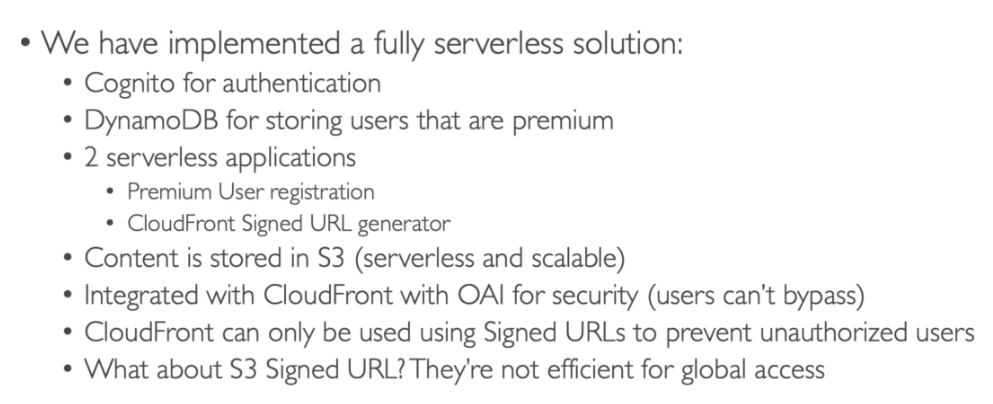 • We have implemented a fully serverless solution:
• Cognito for authentication
• DynamoDB for storing users that are premium
• 2 serverless applications
• Premium User registration
• CloudFront Signed URL generator
• Content is stored in S3 (serverless and scalable)
• Integrated with CloudFront with OAI for security (users can't bypass)
• CloudFront can only be used using Signed URLs to prevent unauthorized users
• What about S3 Signed URL? They're not efficient for global access